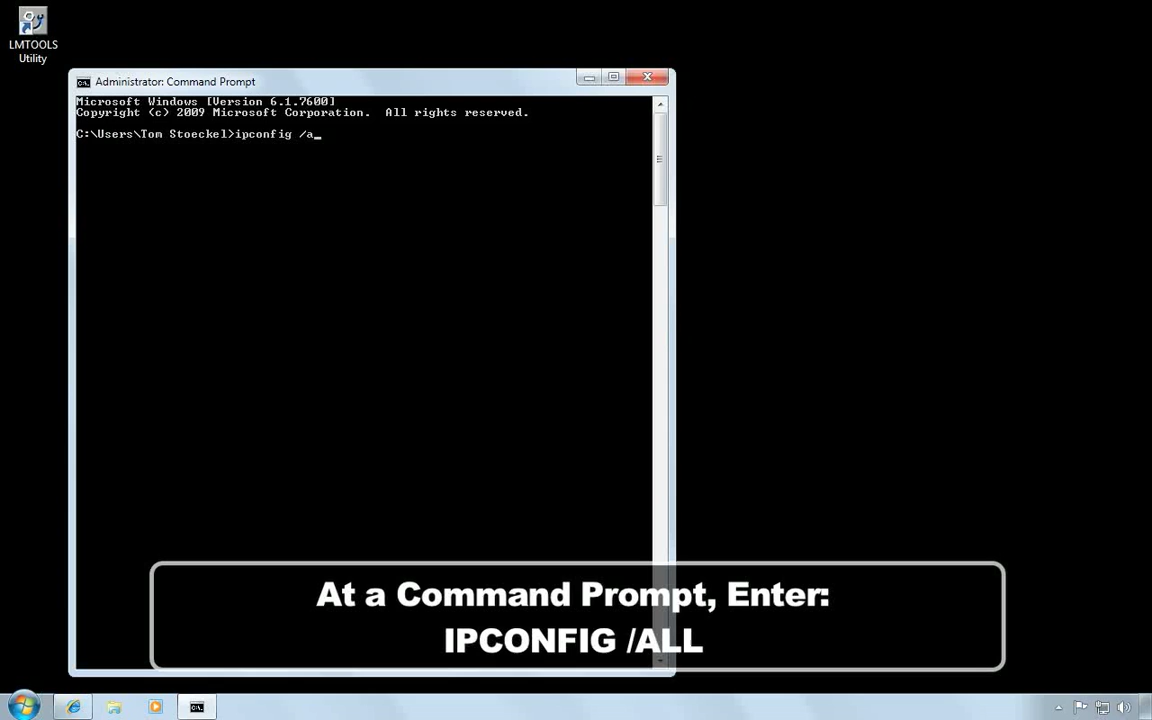 LMTOOLS
Utility
Administrator: Command Prompt
Microsoft Windows [Version 6.1.7600]
Copyright (c) 2009 Microsoft Corporation.  All rights reserved.
C:\Users\Tom Stoeckel>ipconfig /a_
At a Command Prompt, Enter:
IPCONFIG /ALL